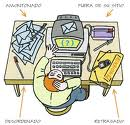 AMONTONADO
FUERA DE SU SITIO
?
DESORDENADO
RETRASADO